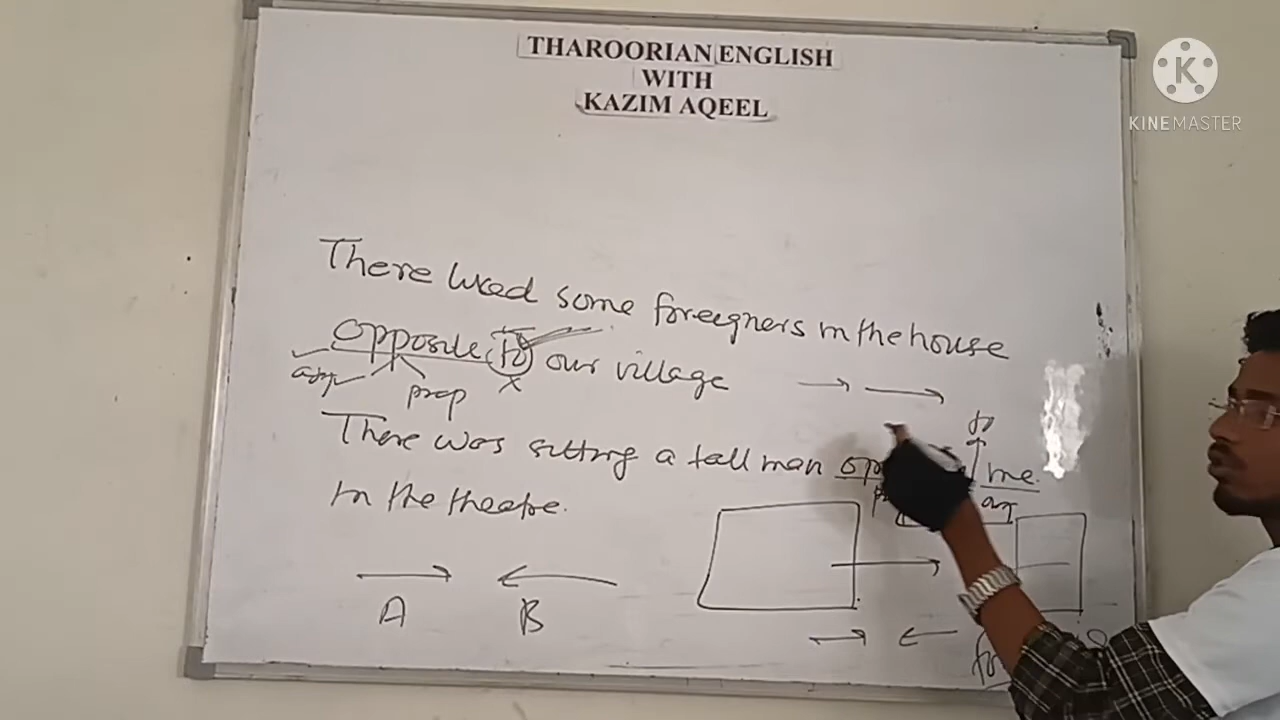 THAROORIAN ENGLISH
WITH
KAZIM AQEEL
KINEMASTER
There lived some foreigners in the house
opposite (to) our village
prep x
to
There was sitting a tall man me.
in the theatre.
A B